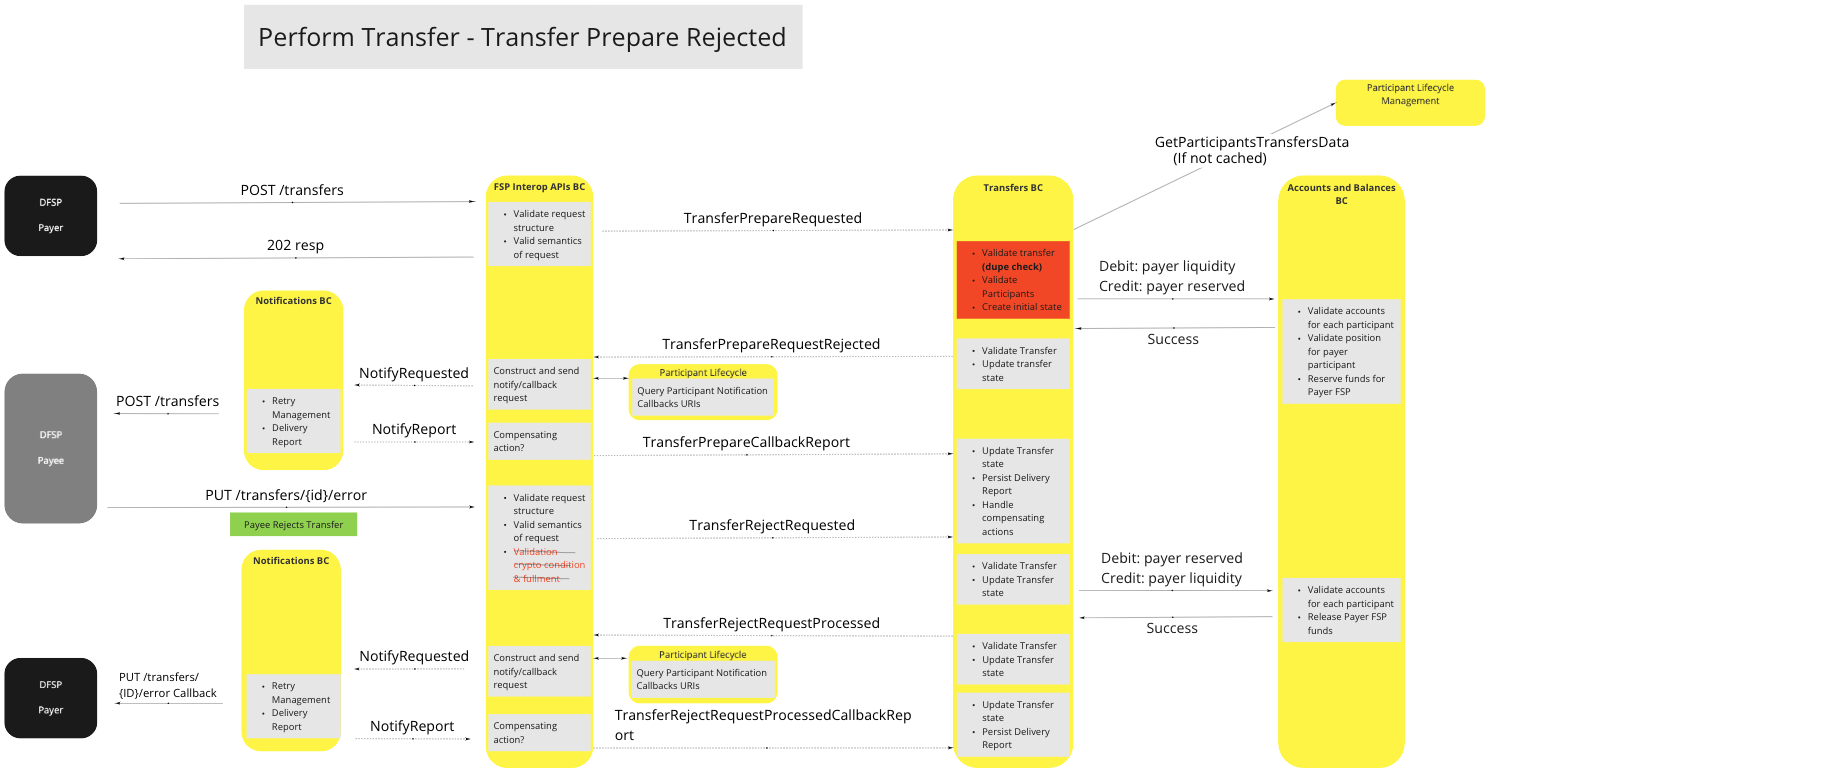 Perform Transfer - Transfer Prepare Rejected
Participant Lifecycle
Management
GetParticipantsTransfersData
(If not cached)
DFSP
Payer
POST /transfers
202 resp
FSP Interop APIs BC
Validate request
structure
Valid semantics
of request
TransferPrepareRequested
Transfers BC
Validate transfer
(dupe check)
Validate
Participants
Create initial state
Debit: payer liquidity
Credit: payer reserved
Success
Accounts and Balances
BC
Validate accounts
for each participant
Validate position
for payer
participant
Reserve funds for
Payer FSP
TransferPrepareRequestRejected
Validate Transfer
Update transfer
state
Notifications BC
NotifyRequested
Construct and send
notify/callback
request
Participant Lifecycle
Query Participant Notification
Callbacks URIs
DFSP
Payee
POST /transfers
Retry
Management
Delivery
Report
NotifyReport
Compensating
action?
TransferPrepareCallbackReport
Update Transfer
state
Persist Delivery
Report
Handle
compensating
actions
PUT /transfers/{id}/error
Payee Rejects Transfer
Validate request
structure
Valid semantics
of request
Validation
crypto condition
& fullment
TransferRejectRequested
Validate Transfer
Update Transfer
state
Debit: payer reserved
Credit: payer liquidity
Success
Validate accounts
for each participant
Release Payer FSP
funds
TransferRejectRequestProcessed
Validate Transfer
Update Transfer
state
Notifications BC
NotifyRequested
Construct and send
notify/callback
request
Participant Lifecycle
Query Participant Notification
Callbacks URIs
DFSP
Payer
PUT /transfers/
{ID}/error Callback
Retry
Management
Delivery
Report
NotifyReport
Compensating
action?
TransferRejectRequestProcessedCallbackRep
ort
Update Transfer
state
Persist Delivery
Report